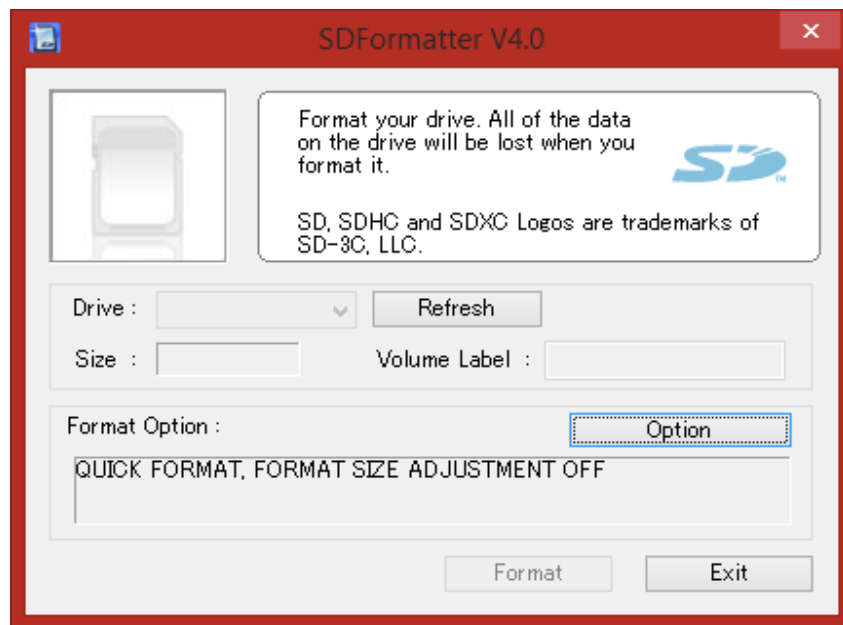 SDFormatter V4.0
Format your drive. All of the data
on the drive will be lost when you
format it.
SD, SDHC and SDXC Logos are trademarks of
SD-3C, LLC.
SD
TM
Drive :
Refresh
Size :
Volume Label :
Format Option :
Option
QUICK FORMAT, FORMAT SIZE ADJUSTMENT OFF
Format
Exit